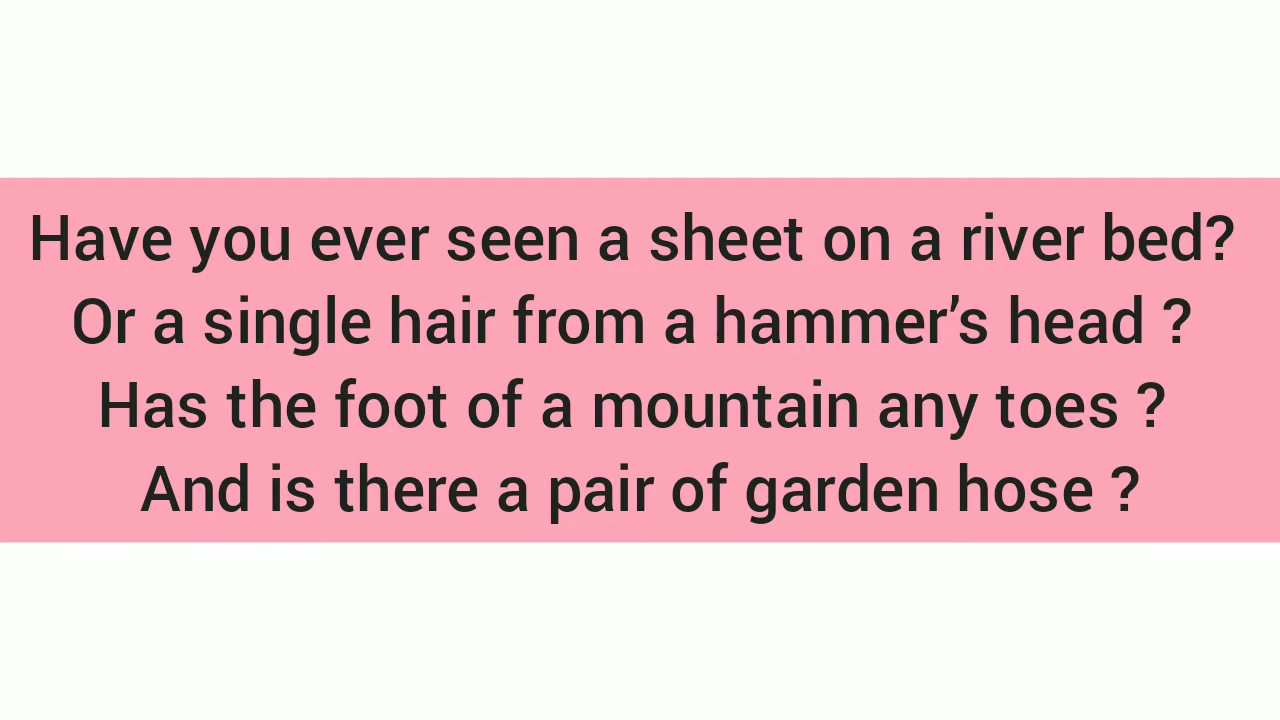 Have you ever seen a sheet on a river bed?
Or a single hair from a hammer’s head ?
Has the foot of a mountain any toes ?
And is there a pair of garden hose ?